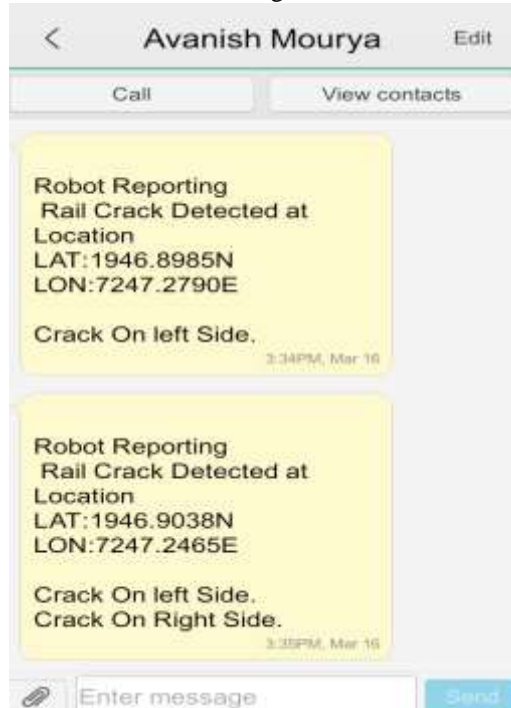 Avanish Mourya
Edit
Call
View contacts
Robot Reporting
Rail Crack Detected at
Location
LAT:1946.8985N
LON:7247.2790E
Crack On left Side.
3:34PM, Mar 16
Robot Reporting
Rail Crack Detected at
Location
LAT:1946.9038N
LON:7247.2465E
Crack On left Side.
Crack On Right Side.
Mar 16
Enter message
Send